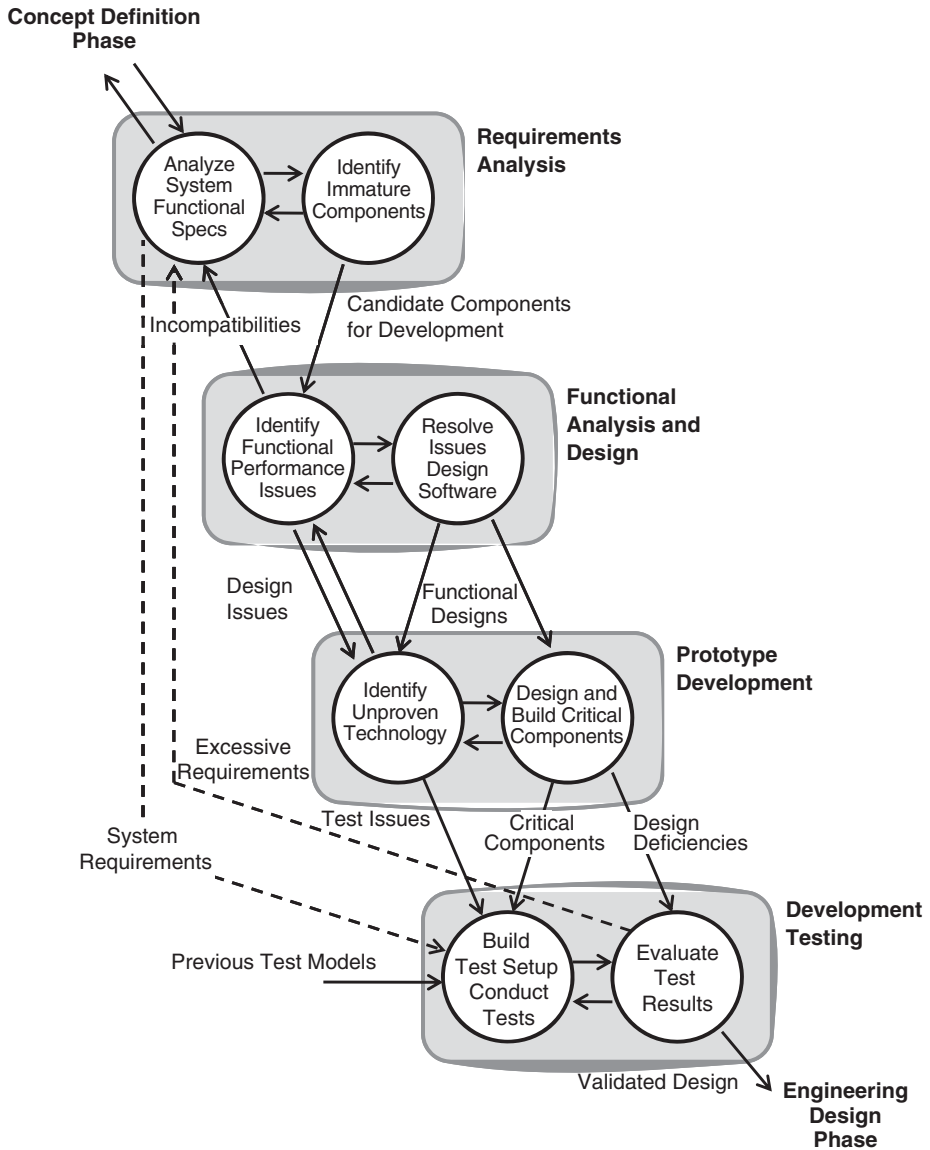 Concept Definition
Phase
Requirements
Analysis
Analyze
System
Functional
Specs
Identify
Immature
Components
Incompatibilities
Candidate Components
for Development
Functional
Analysis and
Design
Identify
Functional
Performance
Issues
Resolve
Issues
Design
Software
Design
Issues
Functional
Designs
Prototype
Development
Identify
Unproven
Technology
Design and
Build Critical
Components
Excessive
Requirements
Test Issues
Critical
Components
Design
Deficiencies
System
Requirements
Development
Testing
Previous Test Models
Build
Test Setup
Conduct
Tests
Evaluate
Test
Results
Validated Design
Engineering
Design
Phase